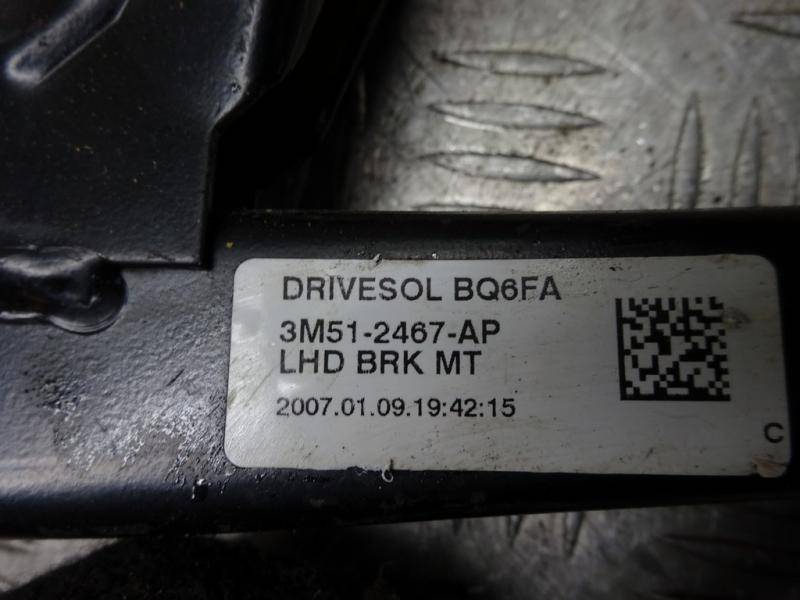 DRIVESOL BQ6FA
3M51-2467-AP
LHD BRK MT
2007.01.09.19:42:15
C